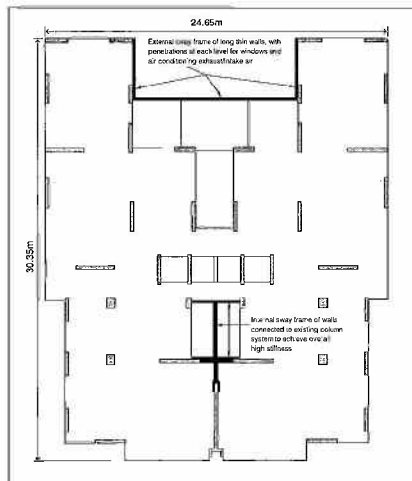 24.65m
External sway frame of long thin walls, with
penetrations at each level for windows and
air conditioning exhaust/intake air
30.35m
Internal sway frame of walls
connected to existing column
system to achieve overall
high stiffness